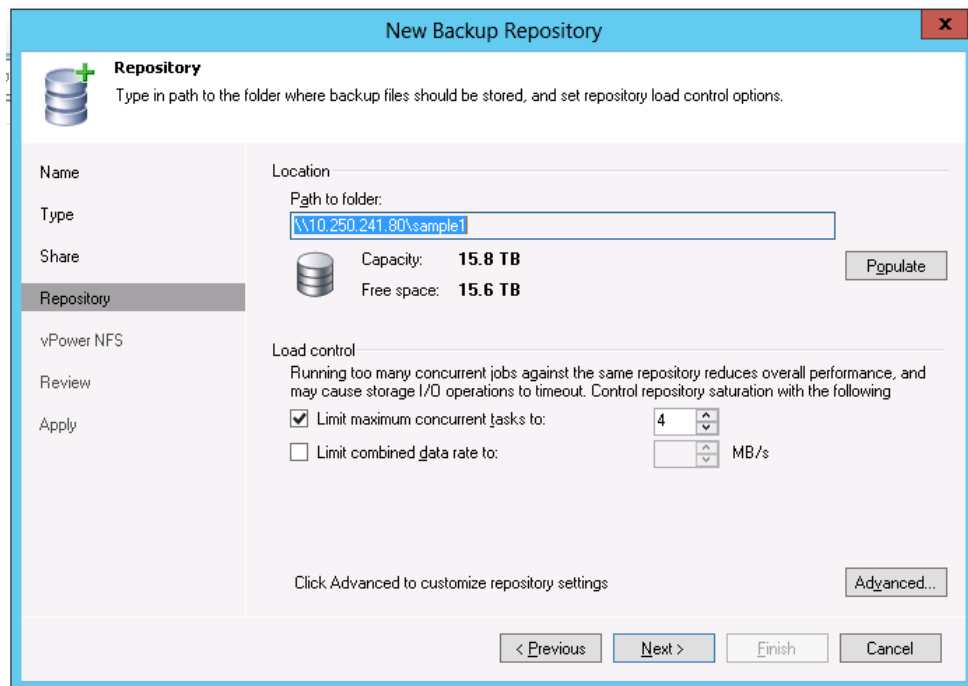 New Backup Repository
x
Repository
Type in path to the folder where backup files should be stored, and set repository load control options.
Name
Type
Share
Repository
vPower NFS
Review
Apply
Location
Path to folder:
\\10.250.241.80\sample1
Capacity: 15.8 TB
Populate
Free space: 15.6 TB
Load control
Running too many concurrent jobs against the same repository reduces overall performance, and
may cause storage I/O operations to timeout. Control repository saturation with the following
Limit maximum concurrent tasks to: 4
Limit combined data rate to: MB/s
Click Advanced to customize repository settings
Advanced...
< Previous
Next >
Finish
Cancel